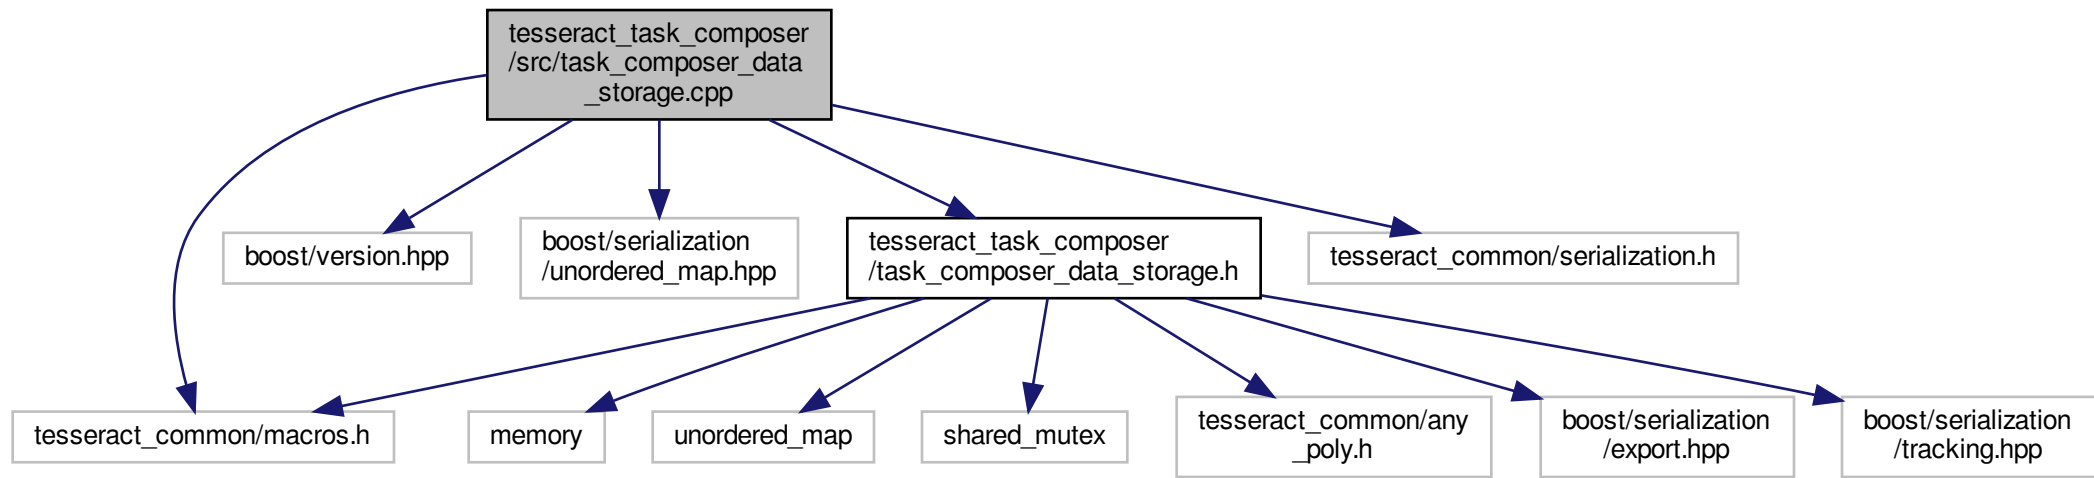 tesseract_task_composer
/src/task_composer_data
_storage.cpp
boost/version.hpp
boost/serialization
/unordered_map.hpp
tesseract_task_composer
/task_composer_data_storage.h
tesseract_common/serialization.h
tesseract_common/macros.h
memory
unordered_map
shared_mutex
tesseract_common/any
_poly.h
boost/serialization
/export.hpp
boost/serialization
/tracking.hpp